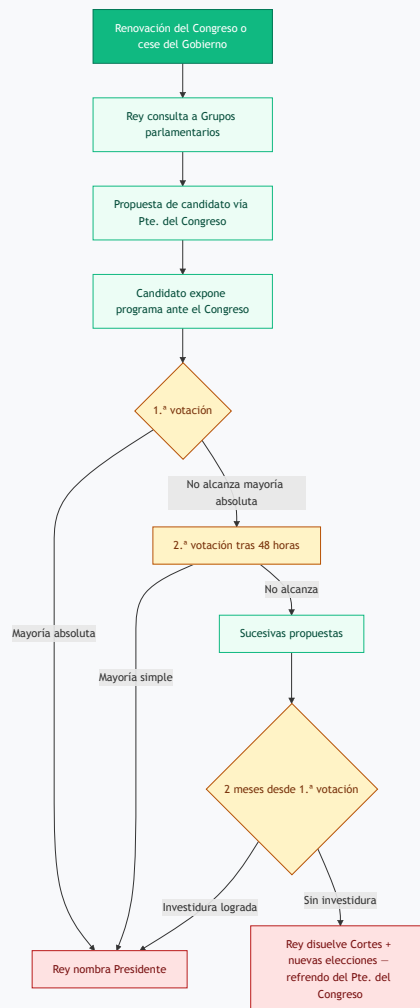 Renovación del Congreso o
cese del Gobierno
Rey consulta a Grupos
parlamentarios
Propuesta de candidato vía
Pte. del Congreso
Candidato expone
programa ante el Congreso
1.ª votación
No alcanza mayoría
absoluta
2.ª votación tras 48 horas
No alcanza
Mayoría absoluta
Sucesivas propuestas
Mayoría simple
2 meses desde 1.ª votación
Sin investidura
Investidura lograda
Rey nombra Presidente
Rey disuelve Cortes +
nuevas elecciones —
refrendo del Pte. del
Congreso